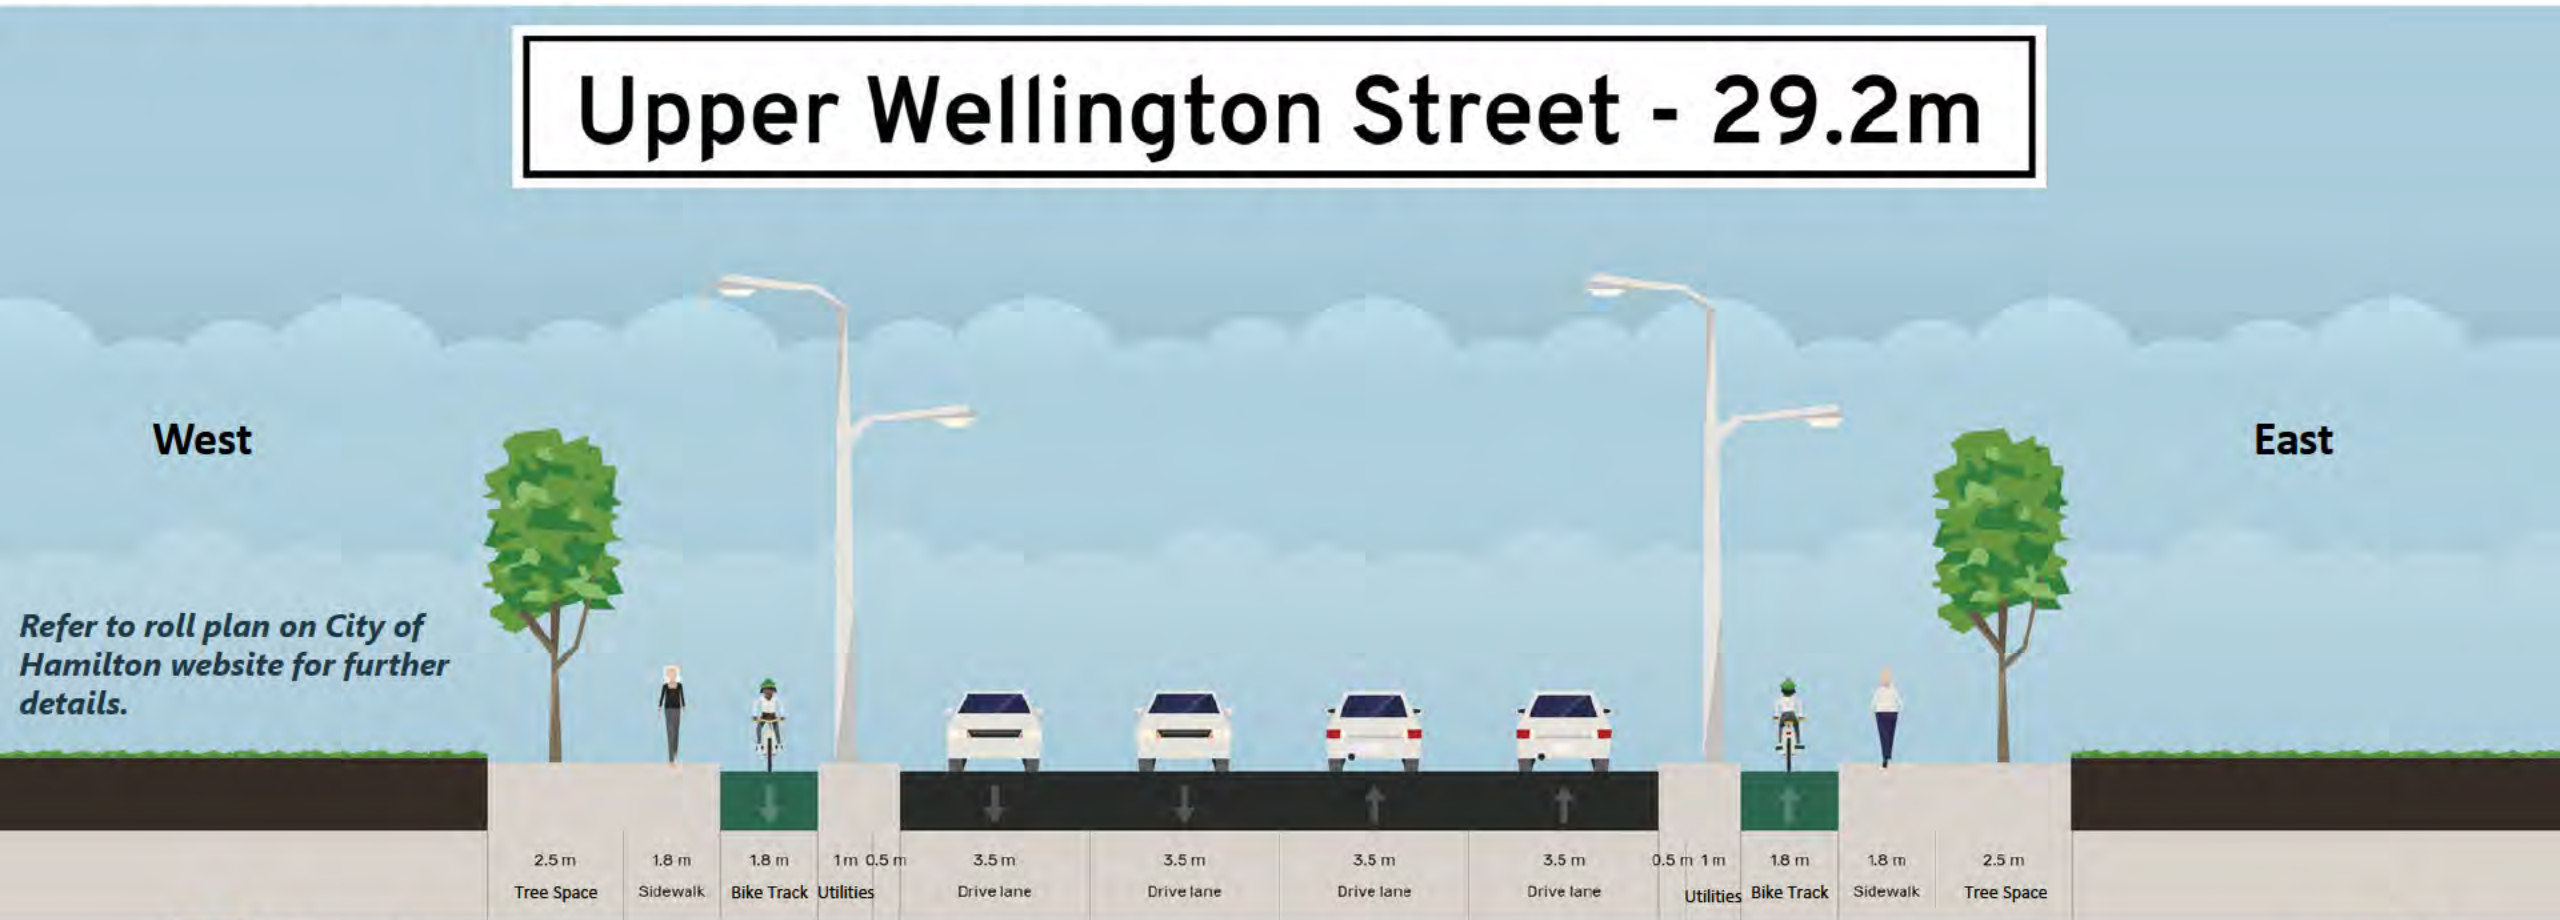 Upper Wellington Street - 29.2m
West
East
Refer to roll plan on City of
Hamilton website for further
details.
2.5 m 1.8 m 1.8 m 1 m 0.5 m 3.5 m 3.5 m 3.5 m 3.5 m 0.5 m 1 m 1.8 m 1.8 m 2.5 m
Tree Space Sidewalk Bike Track Utilities Drive lane Drive lane Drive lane Drive lane Utilities Bike Track Sidewalk Tree Space